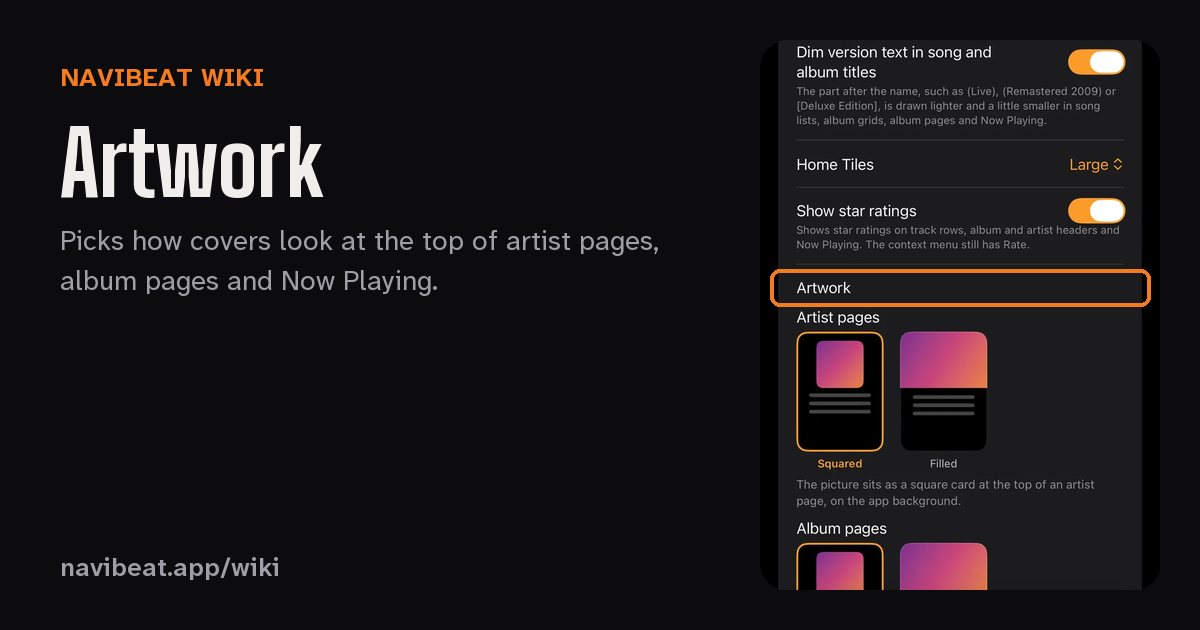 NAVIBEAT WIKI
Artwork
Picks how covers look at the top of artist pages,
album pages and Now Playing.
navibeat.app/wiki
Dim version text in song and
album titles
The part after the name, such as (Live), (Remastered 2009) or
[Deluxe Edition], is drawn lighter and a little smaller in song
lists, album grids, album pages and Now Playing.
Home Tiles
Large
Show star ratings
Shows star ratings on track rows, album and artist headers and
Now Playing. The context menu still has Rate.
Artwork
Artist pages
Squared
Filled
The picture sits as a square card at the top of an artist
page, on the app background.
Album pages